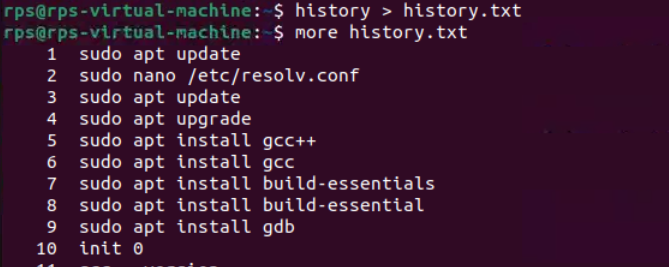 rps@rps-virtual-machine:~$ history > history.txt
rps@rps-virtual-machine:~$ more history.txt
1 sudo apt update
2 sudo nano /etc/resolv.conf
3 sudo apt update
4 sudo apt upgrade
5 sudo apt install gcc++
6 sudo apt install gcc
7 sudo apt install build-essentials
8 sudo apt install build-essential
9 sudo apt install gdb
10 init 0